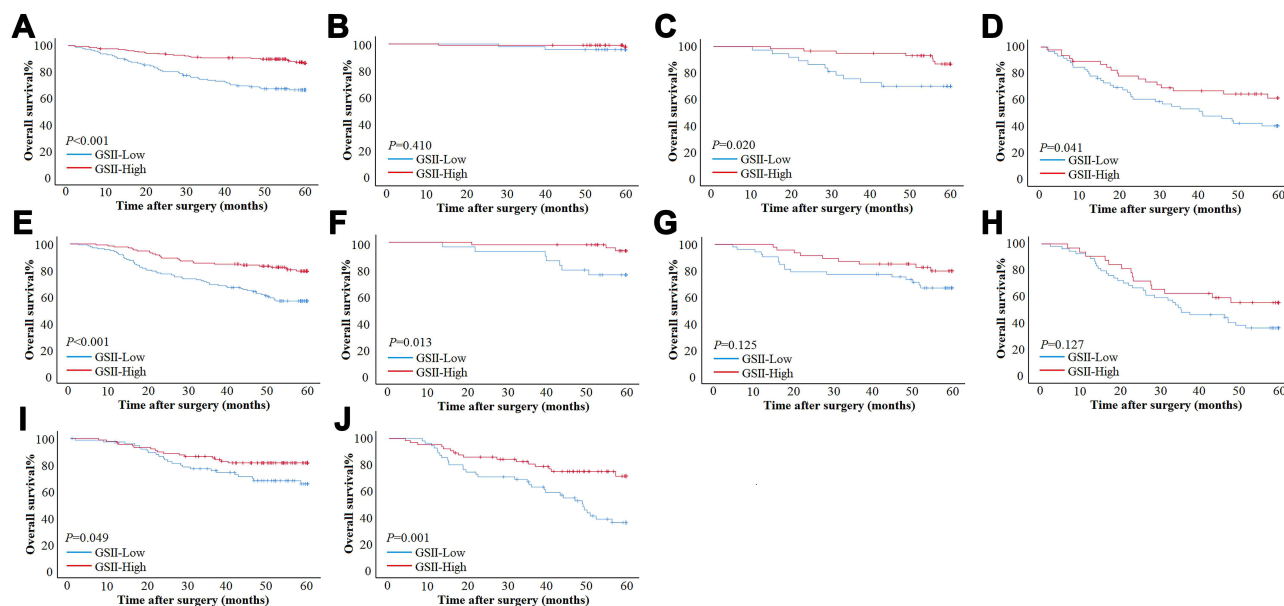 A
Overall survival%
100
80
60
40
20
0
P<0.001
GSII-Low
GSII-High
0 10 20 30 40 50 60
Time after surgery (months)
B
Overall survival%
100
80
60
40
20
0
P=0.410
GSII-Low
GSII-High
0 10 20 30 40 50 60
Time after surgery (months)
C
Overall survival%
100
80
60
40
20
0
P=0.020
GSII-Low
GSII-High
0 10 20 30 40 50 60
Time after surgery (months)
D
Overall survival%
100
80
60
40
20
0
P=0.041
GSII-Low
GSII-High
0 10 20 30 40 50 60
Time after surgery (months)
E
Overall survival%
100
80
60
40
20
0
P<0.001
GSII-Low
GSII-High
0 10 20 30 40 50 60
Time after surgery (months)
F
Overall survival%
100
80
60
40
20
0
P=0.013
GSII-Low
GSII-High
0 10 20 30 40 50 60
Time after surgery (months)
G
Overall survival%
100
80
60
40
20
0
P=0.125
GSII-Low
GSII-High
0 10 20 30 40 50 60
Time after surgery (months)
H
Overall survival%
100
80
60
40
20
0
P=0.127
GSII-Low
GSII-High
0 10 20 30 40 50 60
Time after surgery (months)
I
Overall survival%
100
80
60
40
20
0
P=0.049
GSII-Low
GSII-High
0 10 20 30 40 50 60
Time after surgery (months)
J
Overall survival%
100
80
60
40
20
0
P=0.001
GSII-Low
GSII-High
0 10 20 30 40 50 60
Time after surgery (months)